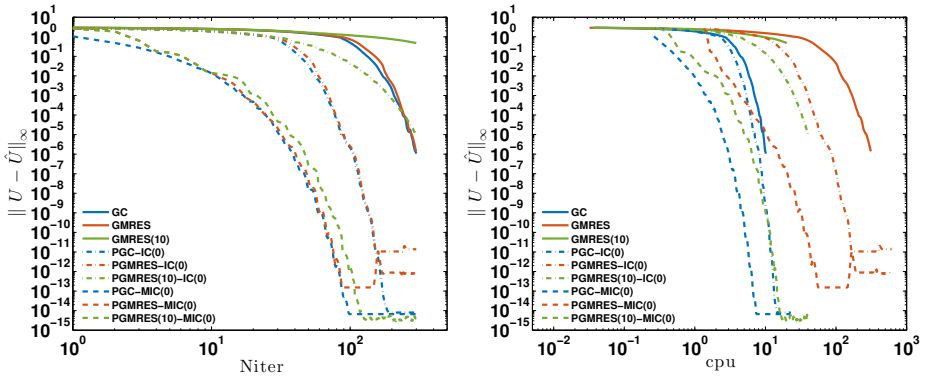 10^1
10^0
10^-1
10^-2
10^-3
10^-4
10^-5
10^-6
10^-7
10^-8
10^-9
10^-10
10^-11
10^-12
10^-13
10^-14
10^-15
‖ U − Û‖∞
GC
GMRES
GMRES(10)
PGC−IC(0)
PGMRES−IC(0)
PGMRES(10)−IC(0)
PGC−MIC(0)
PGMRES−MIC(0)
PGMRES(10)−MIC(0)
10^0 10^1 10^2
Niter
10^1
10^0
10^-1
10^-2
10^-3
10^-4
10^-5
10^-6
10^-7
10^-8
10^-9
10^-10
10^-11
10^-12
10^-13
10^-14
10^-15
‖ U − Û‖∞
GC
GMRES
GMRES(10)
PGC−IC(0)
PGMRES−IC(0)
PGMRES(10)−IC(0)
PGC−MIC(0)
PGMRES−MIC(0)
PGMRES(10)−MIC(0)
10^-2 10^-1 10^0 10^1 10^2 10^3
cpu